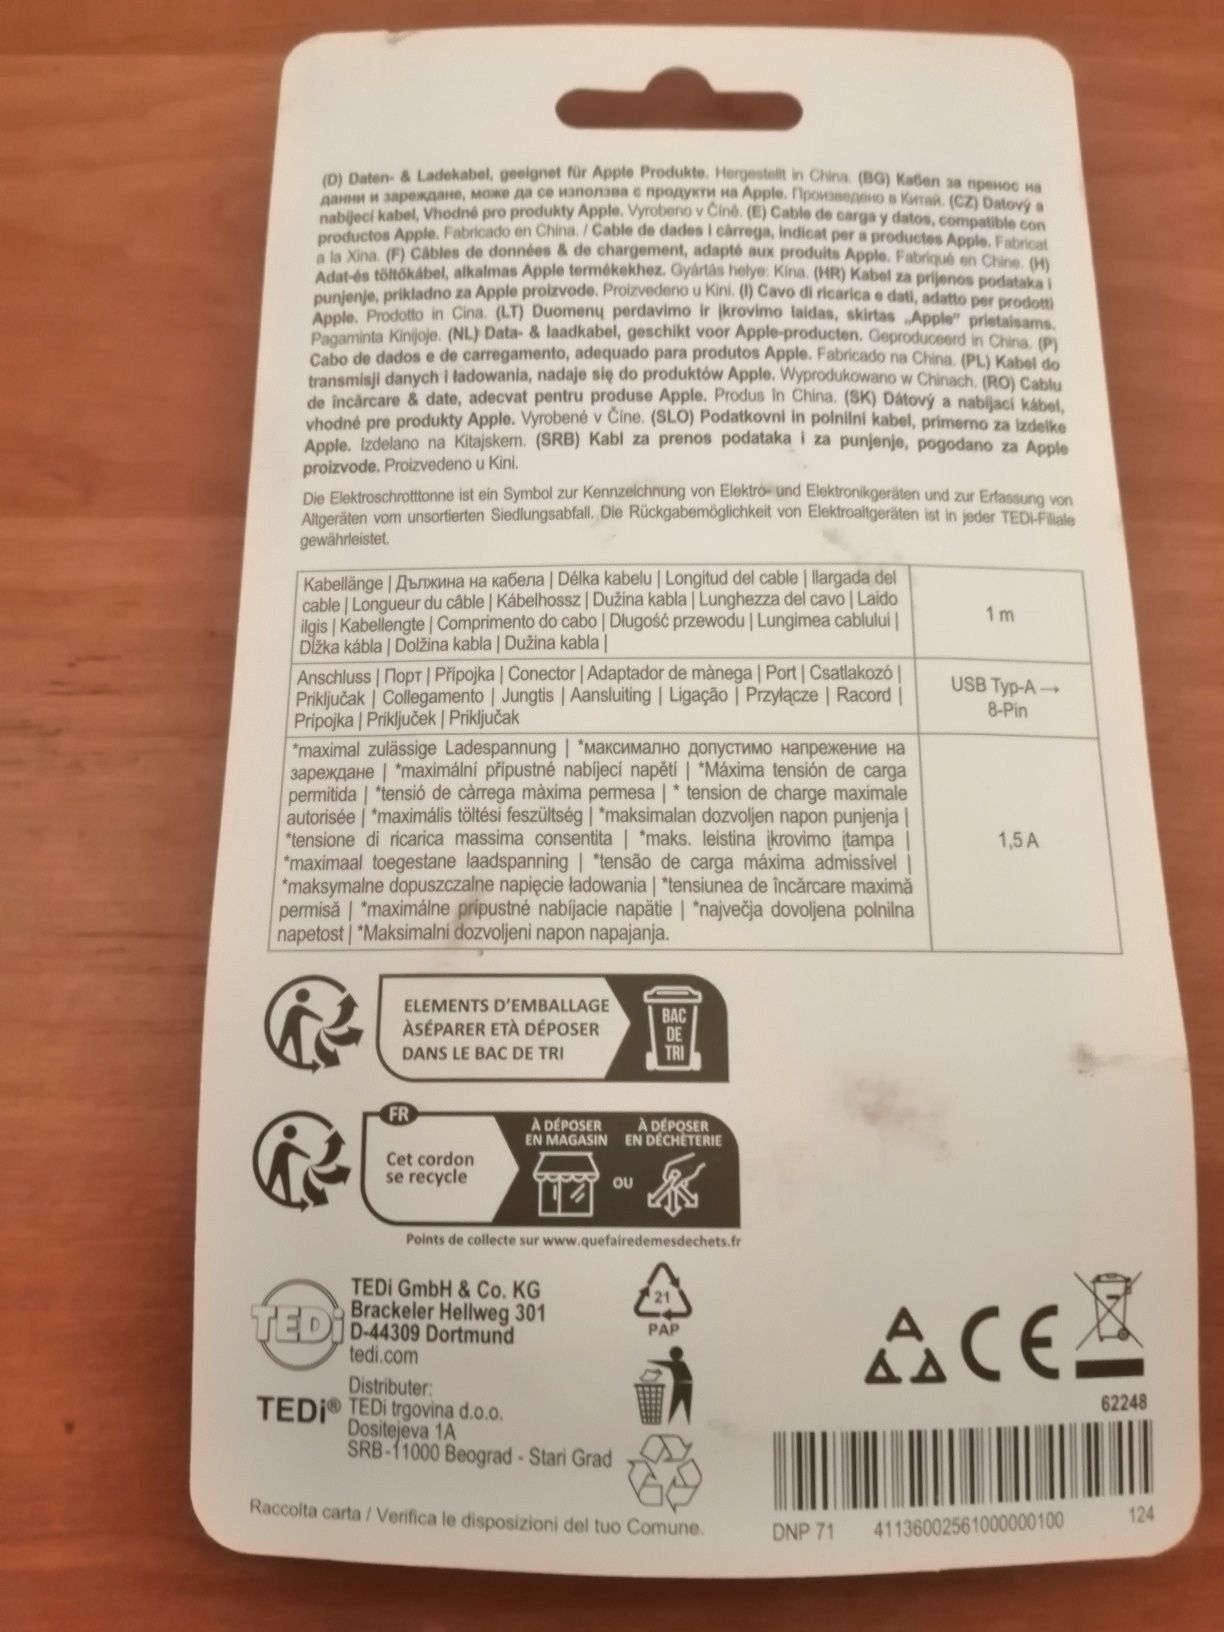 (D) Daten- & Ladekabel, geeignet für Apple Produkte. Hergestellt in China. (BG) Кабел за пренос на
данни и зареждане, може да се използва с продукти на Apple. Произведено в Китай. (CZ) Datový a
nabíjecí kabel, Vhodné pro produkty Apple. Vyrobeno v Číně. (E) Cable de carga y datos, compatible con
productos Apple. Fabricado en China. / Cable de dades i càrrega, indicat per a productes Apple. Fabricat
a la Xina. (F) Câbles de données & de chargement, adapté aux produits Apple. Fabriqué en Chine. (H)
Adat-és töltőkábel, alkalmas Apple termékekhez. Gyártás helye: Kína. (HR) Kabel za prijenos podataka i
punjenje, prikladno za Apple proizvode. Proizvedeno u Kini. (I) Cavo di ricarica e dati, adatto per prodotti
Apple. Prodotto in Cina. (LT) Duomenų perdavimo ir įkrovimo laidas, skirtas „Apple" prietaisams.
Pagaminta Kinijoje. (NL) Data- & laadkabel, geschikt voor Apple-producten. Geproduceerd in China. (P)
Cabo de dados e de carregamento, adequado para produtos Apple. Fabricado na China. (PL) Kabel do
transmisji danych i ładowania, nadaje się do produktów Apple. Wyprodukowano w Chinach. (RO) Cablu
de încărcare & date, adecvat pentru produse Apple. Produs în China. (SK) Dátový a nabíjací kábel,
vhodné pre produkty Apple. Vyrobené v Číne. (SLO) Podatkovni in polnilni kabel, primerno za izdelke
Apple. Izdelano na Kitajskem. (SRB) Kabl za prenos podataka i za punjenje, pogodano za Apple
proizvode. Proizvedeno u Kini.
Die Elektroschrotttonne ist ein Symbol zur Kennzeichnung von Elektro- und Elektronikgeräten und zur Erfassung von
Altgeräten vom unsortierten Siedlungsabfall. Die Rückgabemöglichkeit von Elektroaltgeräten ist in jeder TEDi-Filiale
gewährleistet.
Kabellänge | Дължина на кабела | Délka kabelu | Longitud del cable | llargada del
cable | Longueur du câble | Kábelhossz | Dužina kabla | Lunghezza del cavo | Laido
ilgis | Kabellengte | Comprimento do cabo | Długość przewodu | Lungimea cablului |
Dĺžka kábla | Dolžina kabla | Dužina kabla |
1 m
Anschluss | Порт | Přípojka | Conector | Adaptador de mànega | Port | Csatlakozó |
Priključak | Collegamento | Jungtis | Aansluiting | Ligação | Przyłącze | Racord |
Prípojka | Priključek | Priključak
USB Typ-A →
8-Pin
*maximal zulässige Ladespannung | *максимално допустимо напрежение на
зареждане | *maximální přípustné nabíjecí napětí | *Máxima tensión de carga
permitida | *tensió de càrrega màxima permesa | * tension de charge maximale
autorisée | *maximális töltési feszültség | *maksimalan dozvoljen napon punjenja |
*tensione di ricarica massima consentita | *maks. leistina įkrovimo įtampa |
*maximaal toegestane laadspanning | *tensão de carga máxima admissível |
*maksymalne dopuszczalne napięcie ładowania | *tensiunea de încărcare maximă
permisă | *maximálne prípustné nabíjacie napätie | *največja dovoljena polnilna
napetost | *Maksimalni dozvoljeni napon napajanja.
1,5 A
ELEMENTS D'EMBALLAGE
ÀSÉPARER ETÀ DÉPOSER
DANS LE BAC DE TRI
BAC
DE
TRI
FR
Cet cordon
se recycle
À DÉPOSER
EN MAGASIN
OU
À DÉPOSER
EN DÉCHÈTERIE
Points de collecte sur www.quefairedemesdechets.fr
TEDi
TEDi GmbH & Co. KG
Brackeler Hellweg 301
D-44309 Dortmund
tedi.com
TEDi®
Distributer:
TEDi trgovina d.o.o.
Dositejeva 1A
SRB-11000 Beograd - Stari Grad
21
PAP
CE
62248
Raccolta carta / Verifica le disposizioni del tuo Comune.
DNP 71 41136002561000000100 124